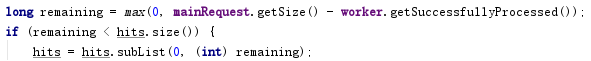 long remaining = max(0, mainRequest.getSize() - worker.getSuccessfullyProcessed());
if (remaining < hits.size()) {
hits = hits.subList(0, (int) remaining);